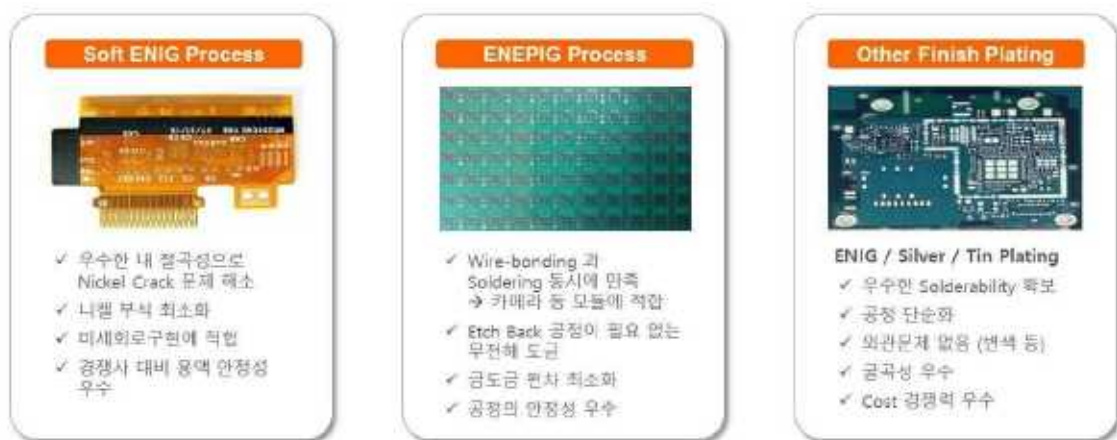 Soft ENIG Process
✓ 우수한 내 절곡성으로
Nickel Crack 문제 해소
✓ 니켈 부식 최소화
✓ 미세회로구현에 적합
✓ 경쟁사 대비 용액 안정성
우수
ENEPIG Process
✓ Wire-bonding 과
Soldering 동시에 만족
→ 카메라 등 모듈에 적합
✓ Etch Back 공정이 필요 없는
무전해 도금
✓ 금도금 편차 최소화
✓ 공정의 안정성 우수
Other Finish Plating
ENIG / Silver / Tin Plating
✓ 우수한 Solderability 확보
✓ 공정 단순화
✓ 외관문제 없음 (변색 등)
✓ 굴곡성 우수
✓ Cost 경쟁력 우수